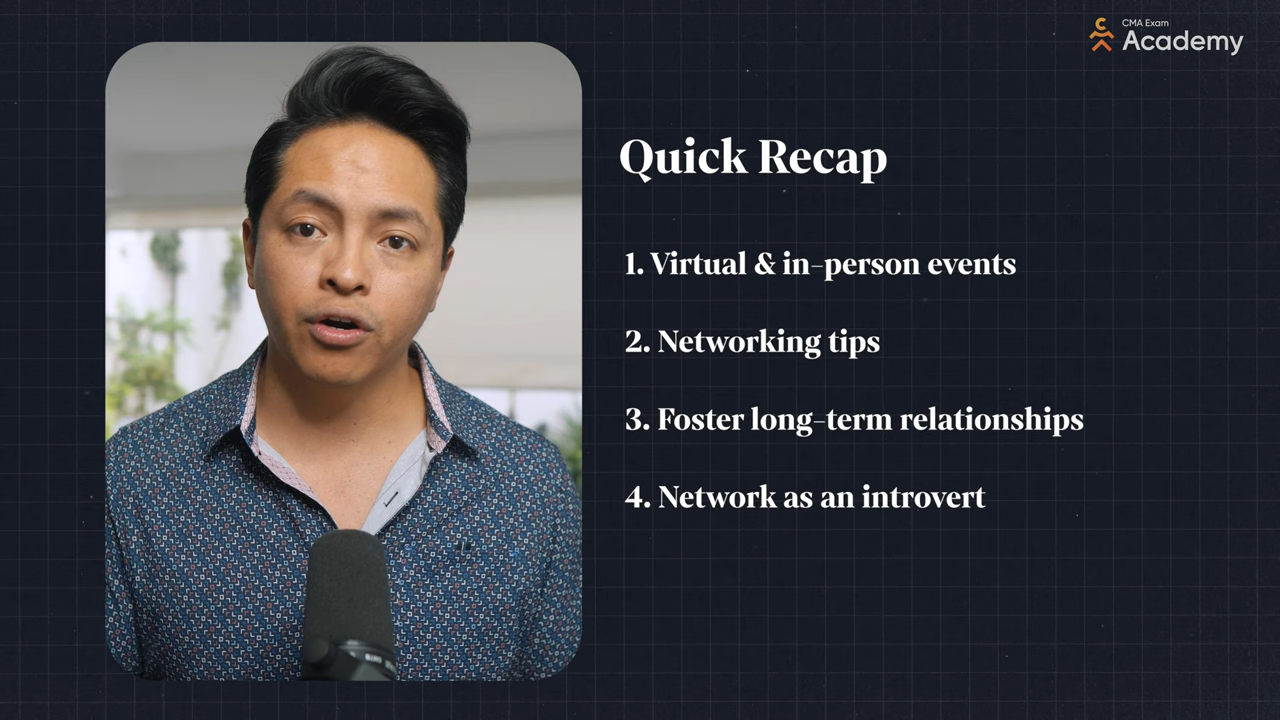 CMA Exam
Academy
Quick Recap
1. Virtual & in-person events
2. Networking tips
3. Foster long-term relationships
4. Network as an introvert